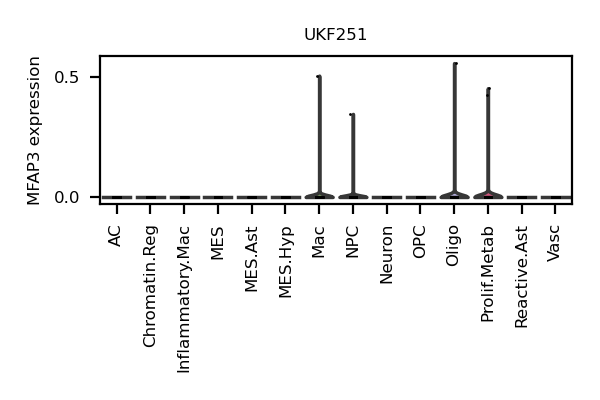 UKF251
MFAP3 expression
0.5
0.0
AC
Chromatin.Reg
Inflammatory.Mac
MES
MES.Ast
MES.Hyp
Mac
NPC
Neuron
OPC
Oligo
Prolif.Metab
Reactive.Ast
Vasc